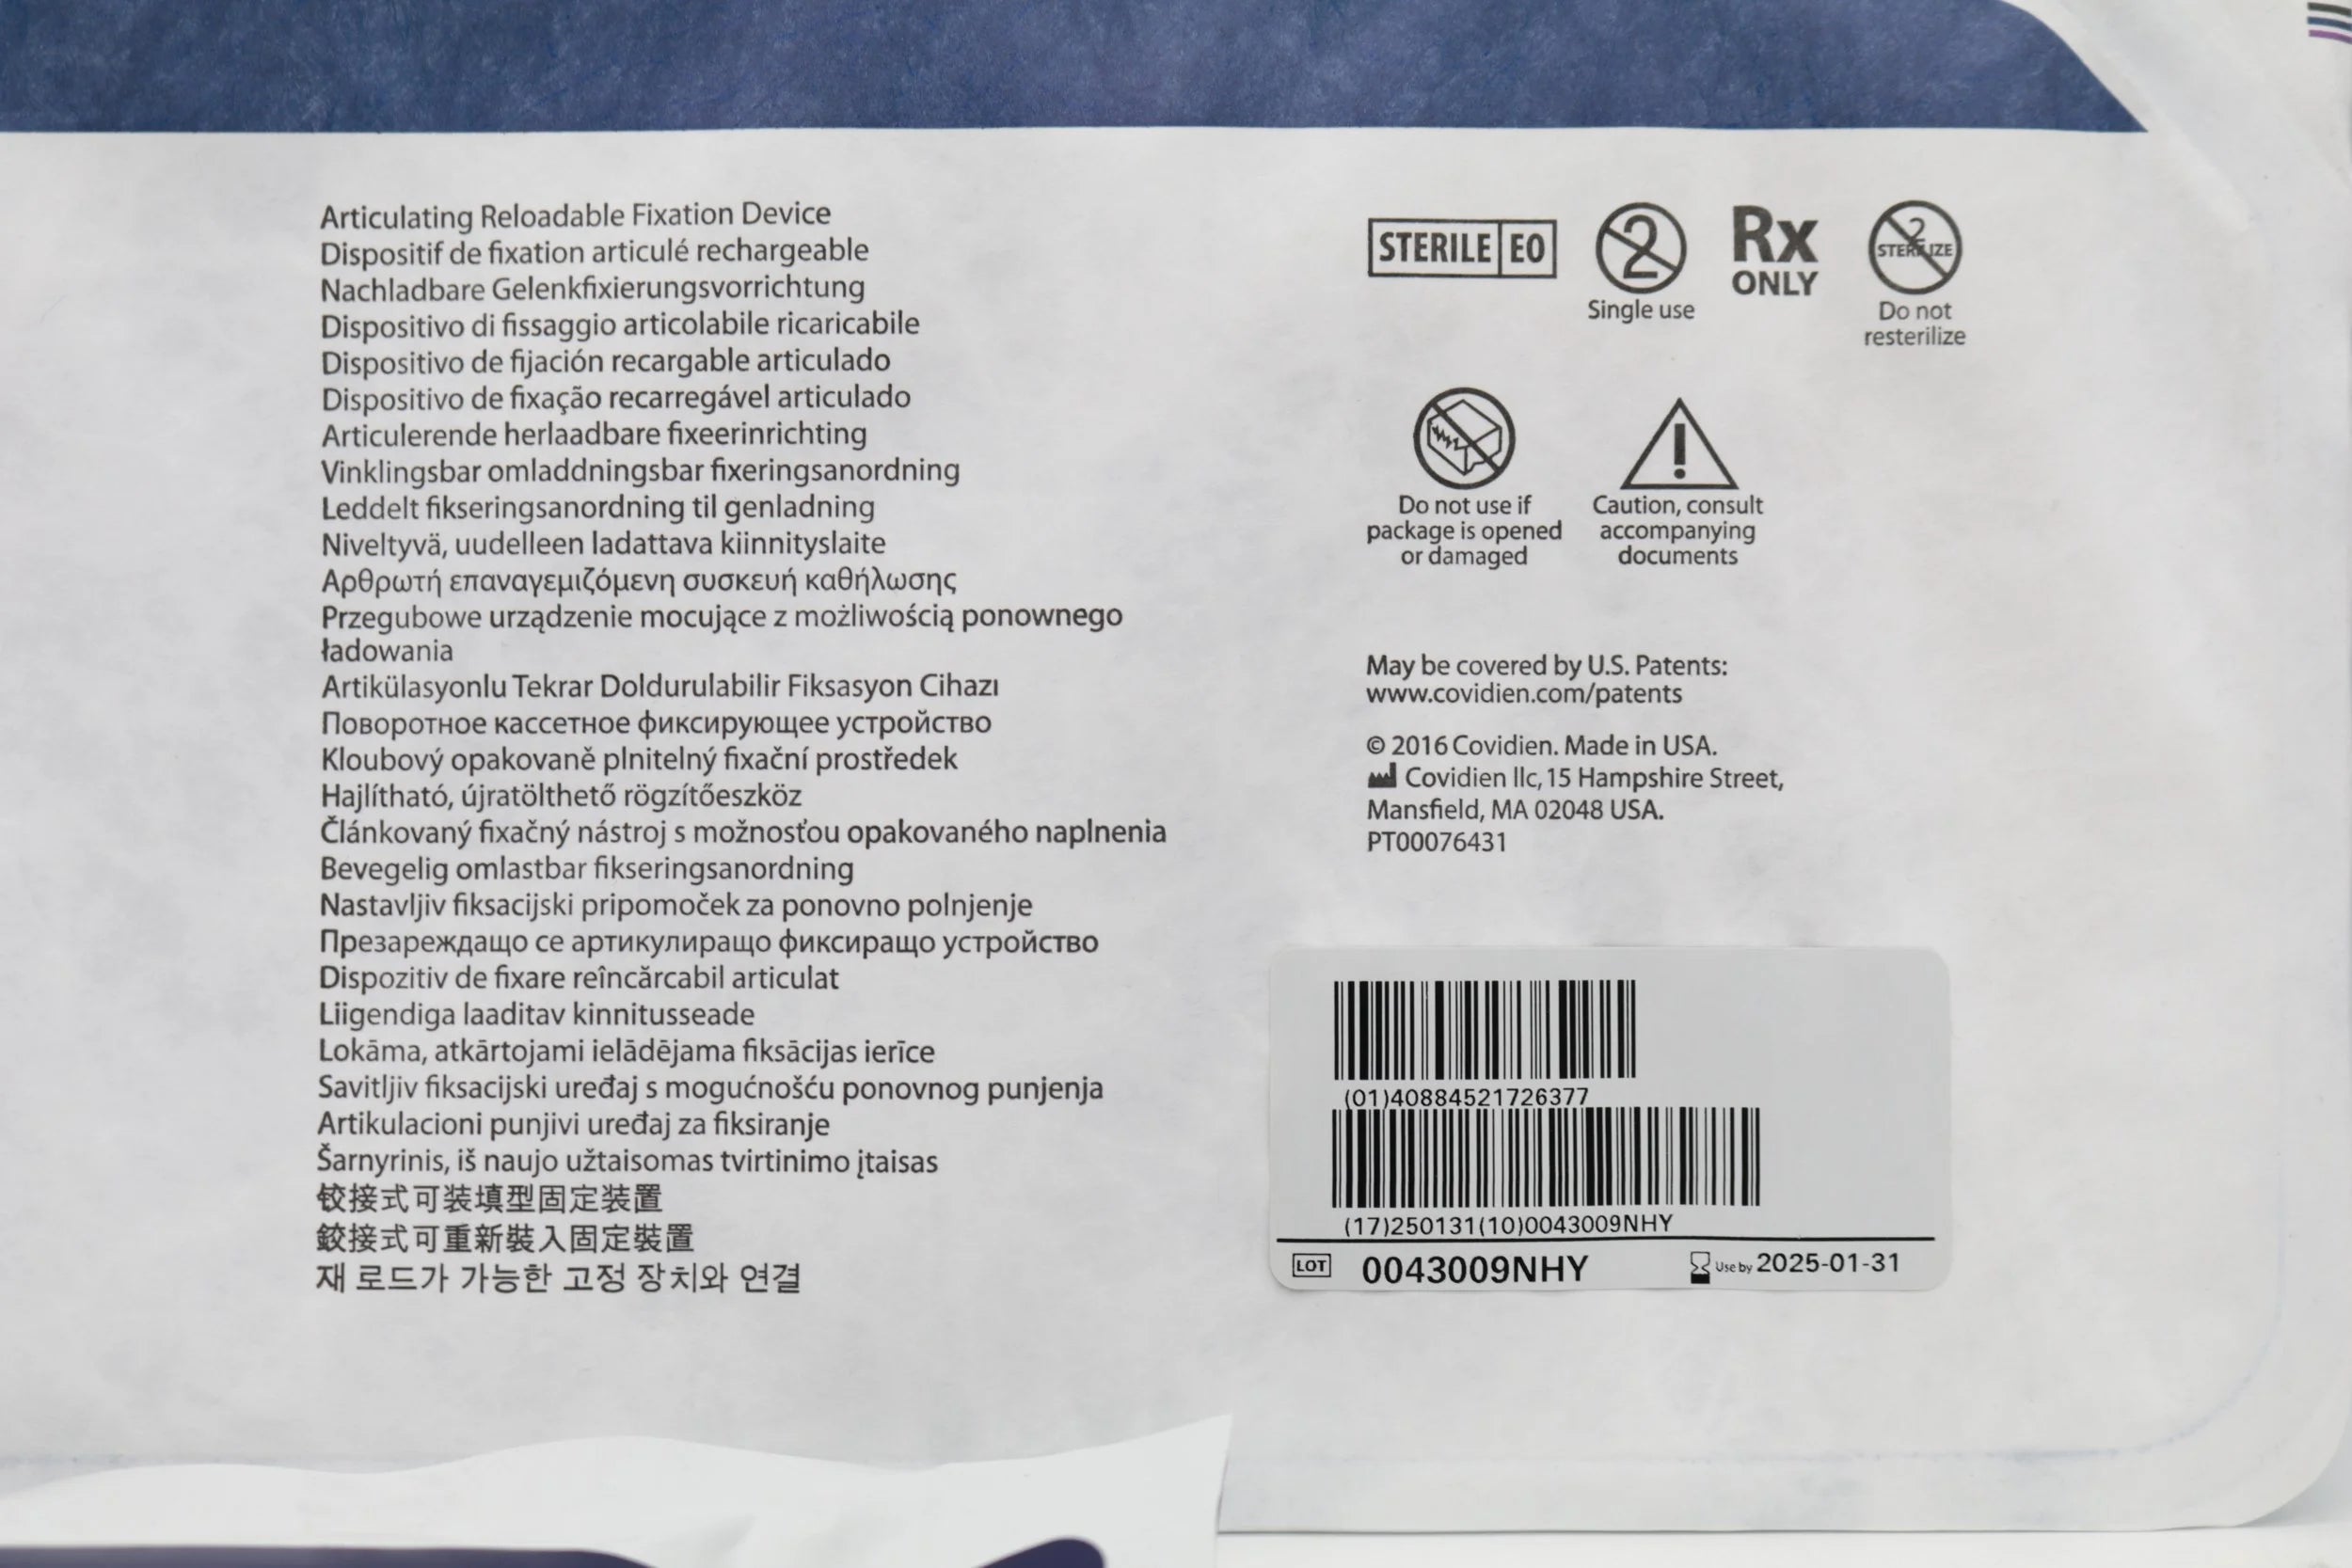 Articulating Reloadable Fixation Device
Dispositif de fixation articulé rechargeable
Nachladbare Gelenkfixierungsvorrichtung
Dispositivo di fissaggio articolabile ricaricabile
Dispositivo de fijación recargable articulado
Dispositivo de fixação recarregável articulado
Articulerende herlaadbare fixeerinrichting
Vinklingsbar omladdningsbar fixeringsanordning
Leddelt fikseringsanordning til genladning
Niveltyvä, uudelleen ladattava kiinnityslaite
Αρθρωτή επαναγεμιζόμενη συσκευή καθήλωσης
Przegubowe urządzenie mocujące z możliwością ponownego
ładowania
Artikülasyonlu Tekrar Doldurulabilir Fiksasyon Cihazı
Поворотное кассетное фиксирующее устройство
Kloubový opakovaně plnitelný fixační prostředek
Hajlítható, újratölthető rögzítőeszköz
Článkovaný fixačný nástroj s možnosťou opakovaného naplnenia
Bevegelig omlastbar fikseringsanordning
Nastavljiv fiksacijski pripomoček za ponovno polnjenje
Презареждащо се артикулиращо фиксиращо устройство
Dispozitiv de fixare reîncărcabil articulat
Liigendiga laaditav kinnitusseade
Lokāma, atkārtojami ielādējama fiksācijas ierīce
Savitljiv fiksacijski uređaj s mogućnošću ponovnog punjenja
Artikulacioni punjivi uređaj za fiksiranje
Šarnyrinis, iš naujo užtaisomas tvirtinimo įtaisas
铰接式可装填型固定装置
鉸接式可重新裝入固定裝置
재 로드가 가능한 고정 장치와 연결
STERILE EO
2
Single use
Rx
ONLY
2
STERILIZE
Do not
resterilize
Do not use if
package is opened
or damaged
!
Caution, consult
accompanying
documents
May be covered by U.S. Patents:
www.covidien.com/patents
© 2016 Covidien. Made in USA.
Covidien llc, 15 Hampshire Street,
Mansfield, MA 02048 USA.
PT00076431
(01)40884521726377
(17)250131(10)0043009NHY
LOT 0043009NHY
Use by 2025-01-31